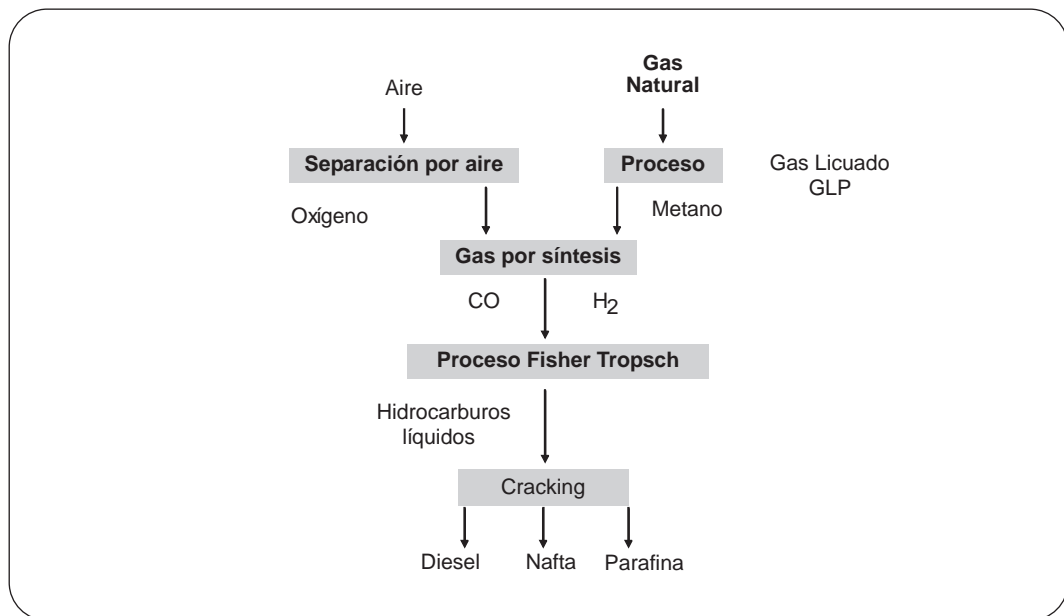 Gas
Natural
Aire
Separación por aire
Proceso
Gas Licuado
GLP
Oxígeno
Metano
Gas por síntesis
CO
H2
Proceso Fisher Tropsch
Hidrocarburos
líquidos
Cracking
Diesel
Nafta
Parafina